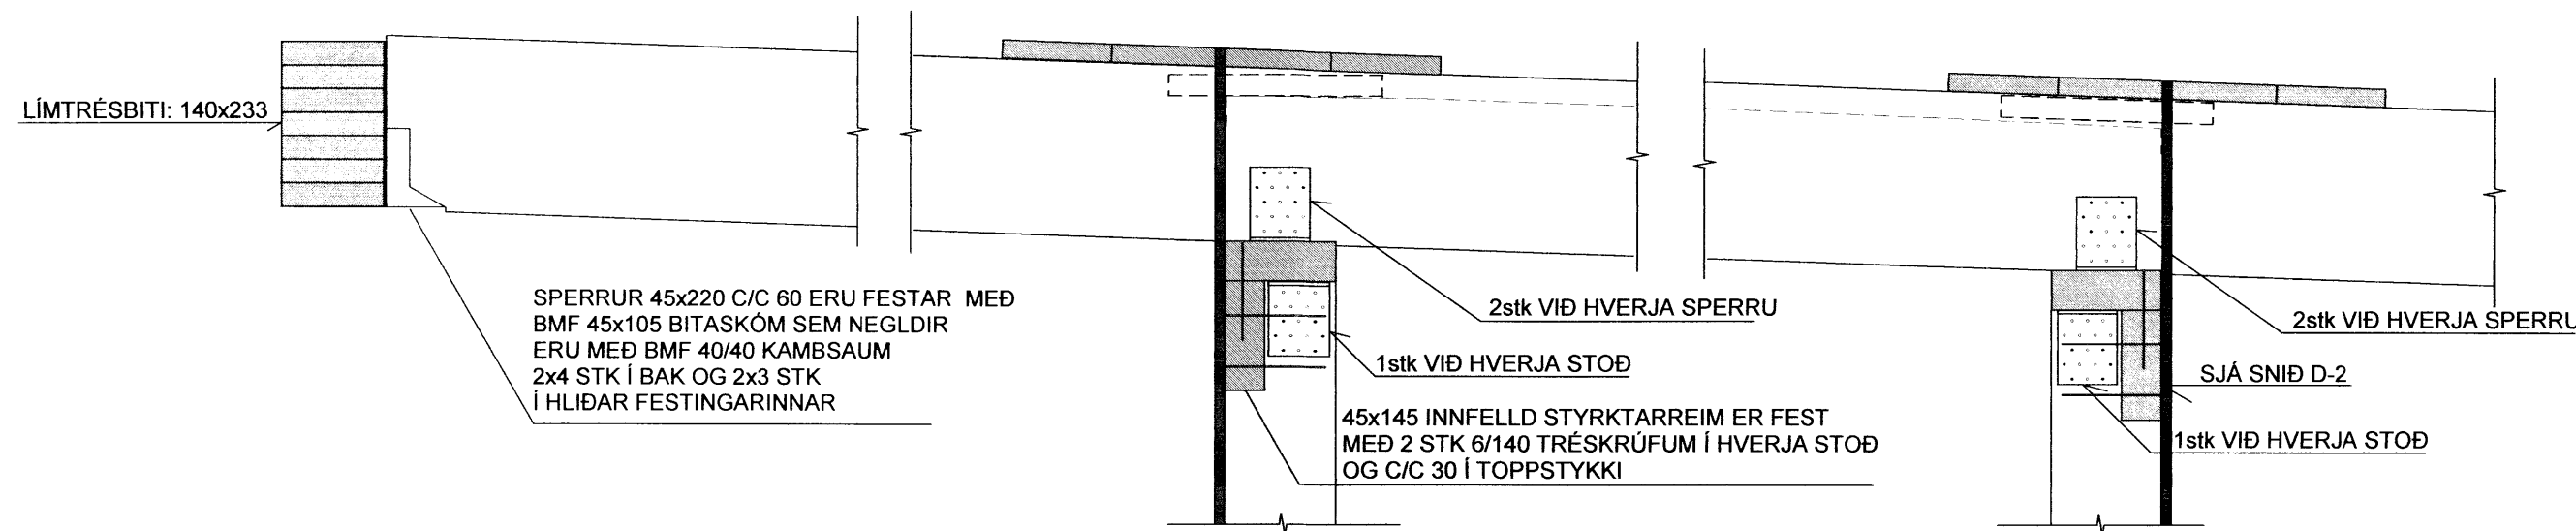 LÍMTRÉSBITI: 140x233
SPERRUR 45x220 C/C 60 ERU FESTAR MEÐ
BMF 45x105 BITASKÓM SEM NEGLDIR
ERU MEÐ BMF 40/40 KAMBSAUM
2x4 STK Í BAK OG 2x3 STK
Í HLIÐAR FESTINGARINNAR
2stk VIÐ HVERJA SPERRU
1stk VIÐ HVERJA STOÐ
45x145 INNFELLD STYRKTARREIM ER FEST
MEÐ 2 STK 6/140 TRÉSKRÚFUM Í HVERJA STOÐ
OG C/C 30 Í TOPPSTYKKI
2stk VIÐ HVERJA SPERRU
SJÁ SNIÐ D-2
1stk VIÐ HVERJA STOÐ